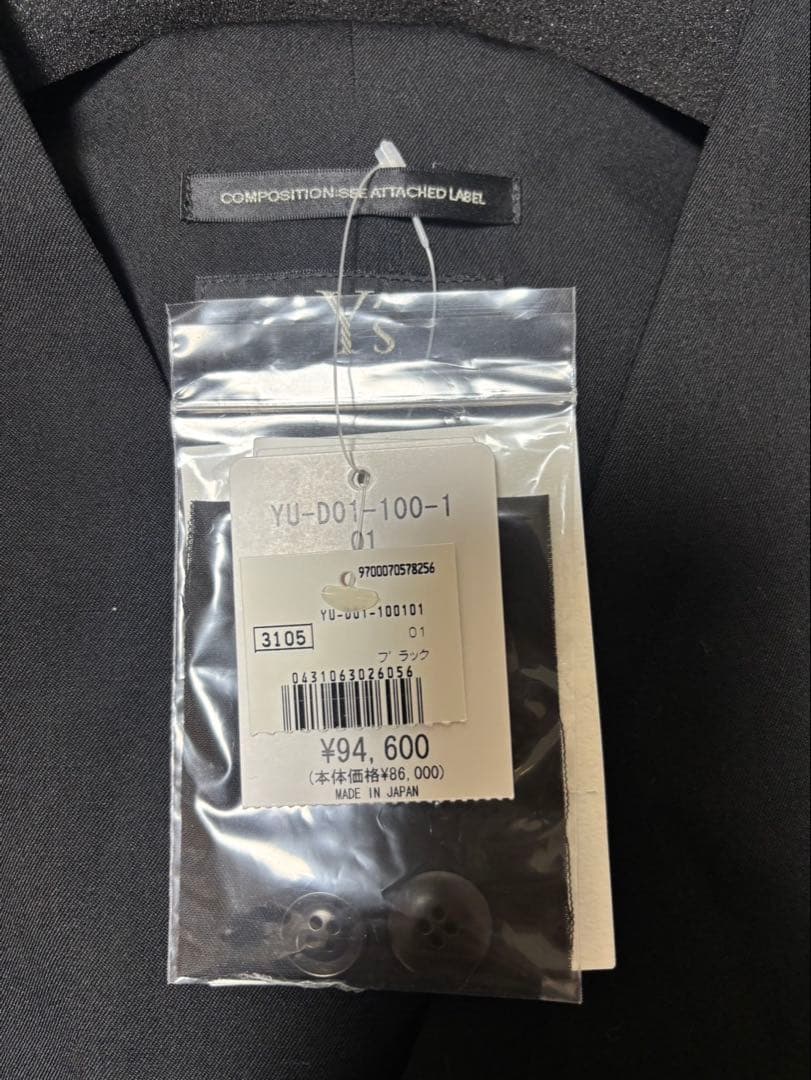 COMPOSITION:SEE ATTACHED LABEL
Y's
YU-D01-100-1
01
9700070578256
YU-D01-100101
3105
01
ブラック
0431063026056
¥94,600
(本体価格¥86,000)
MADE IN JAPAN